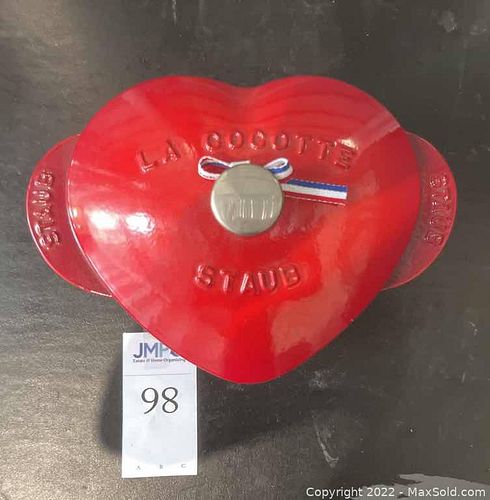 LA COCOTTE
STAUB
STAUB
STAUB
JMP
98
A B C
Copyright 2022 - MaxSold.com